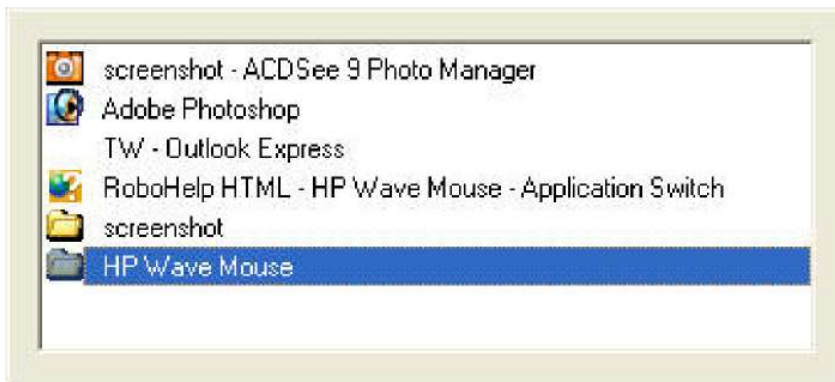 screenshot - ACDSee 9 Photo Manager
Adobe Photoshop
TW - Outlook Express
RoboHelp HTML - HP Wave Mouse - Application Switch
screenshot
HP Wave Mouse